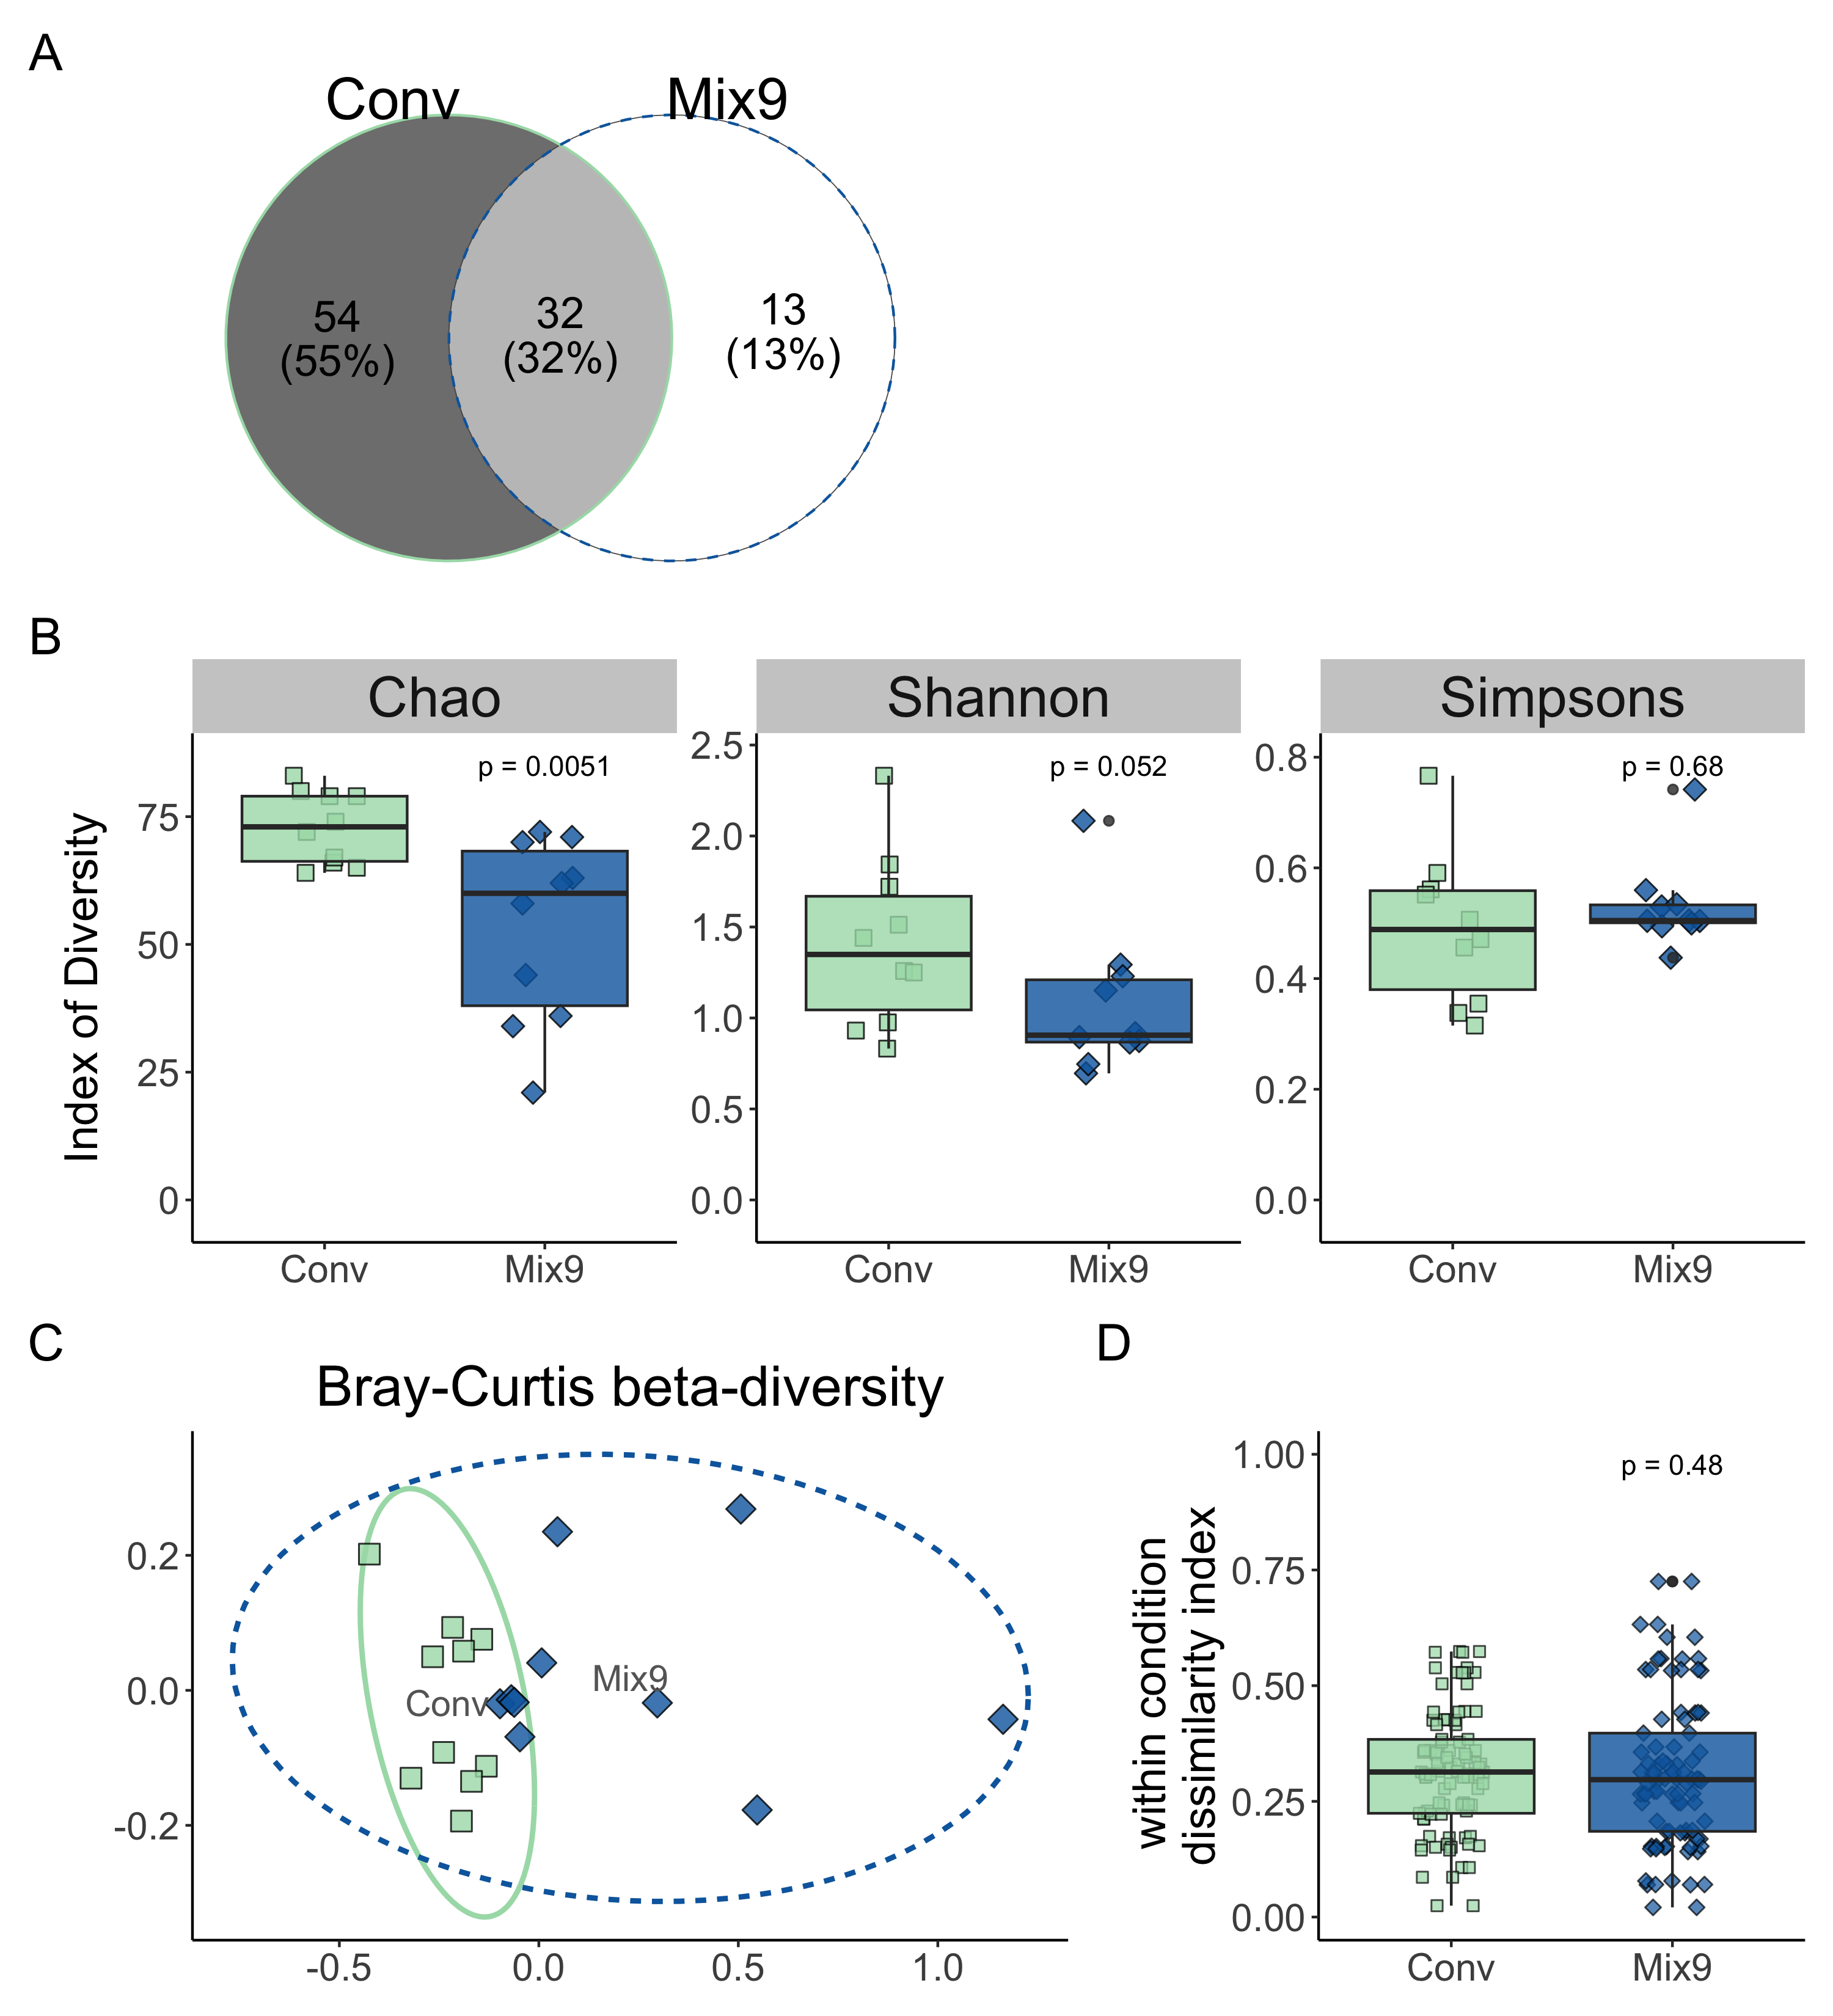 A
Conv
Mix9
54
(55%)
32
(32%)
13
(13%)
B
Index of Diversity
Chao
p = 0.0051
75
50
25
0
Conv
Mix9
Shannon
p = 0.052
2.5
2.0
1.5
1.0
0.5
0.0
Conv
Mix9
Simpsons
p = 0.68
0.8
0.6
0.4
0.2
0.0
Conv
Mix9
C
Bray-Curtis beta-diversity
0.2
0.0
-0.2
Conv
Mix9
-0.5
0.0
0.5
1.0
D
within condition
dissimilarity index
p = 0.48
1.00
0.75
0.50
0.25
0.00
Conv
Mix9